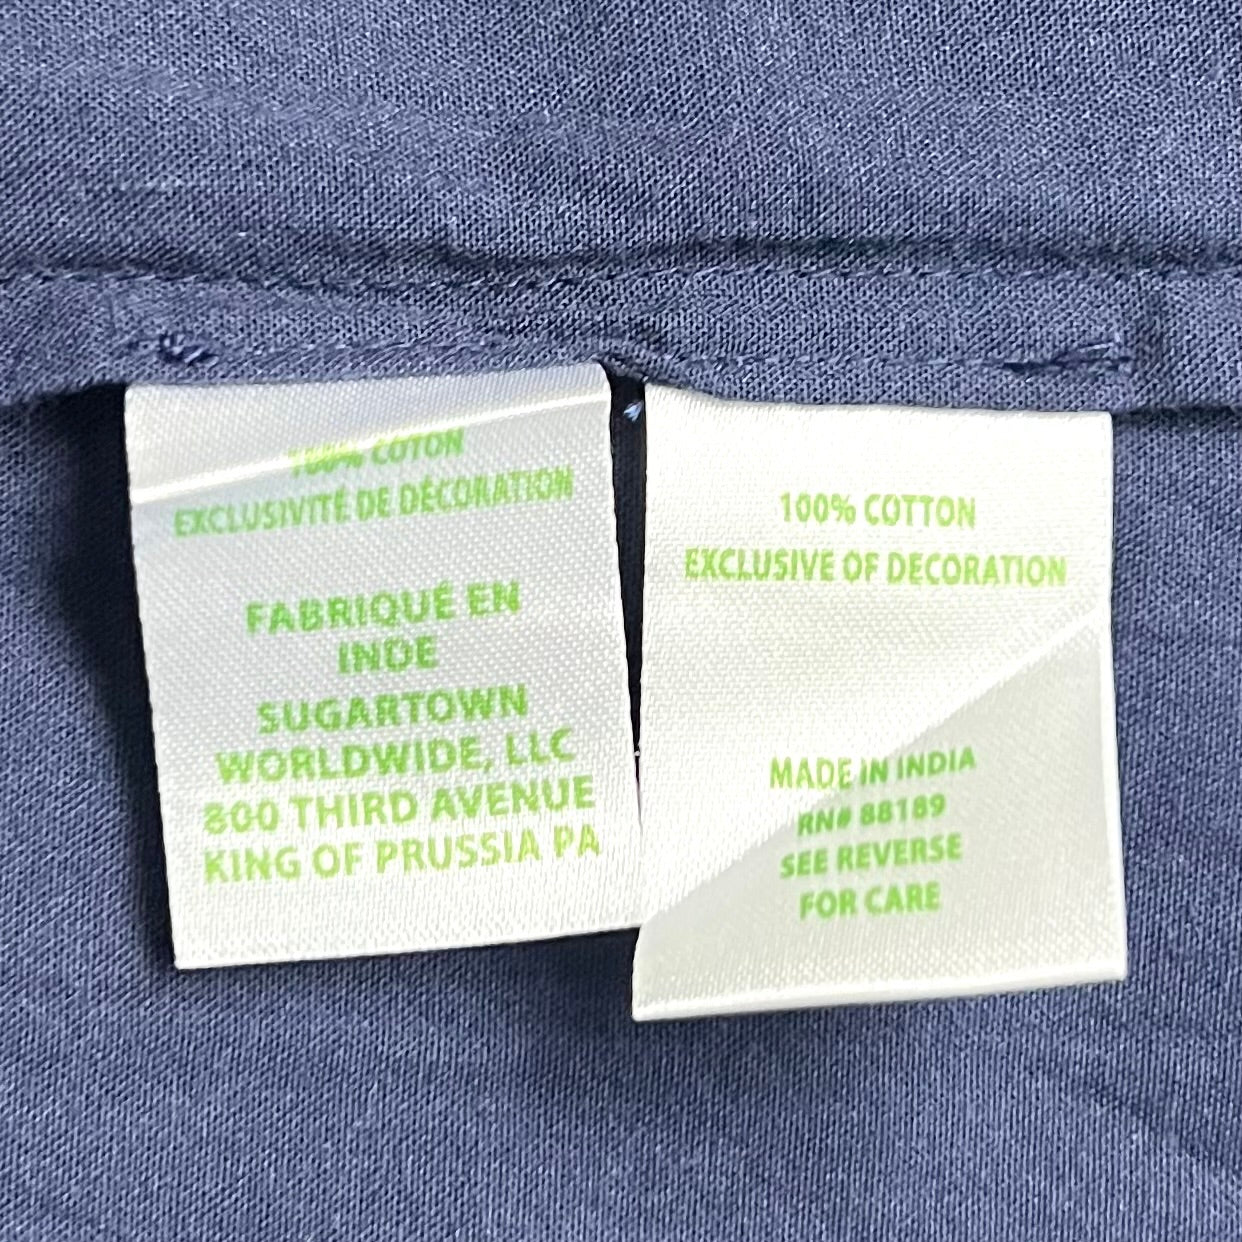 100% COTON
EXCLUSIVITÉ DE DÉCORATION
FABRIQUÉ EN
INDE
SUGARTOWN
WORLDWIDE, LLC
800 THIRD AVENUE
KING OF PRUSSIA PA
100% COTTON
EXCLUSIVE OF DECORATION
MADE IN INDIA
RN# 88189
SEE REVERSE
FOR CARE